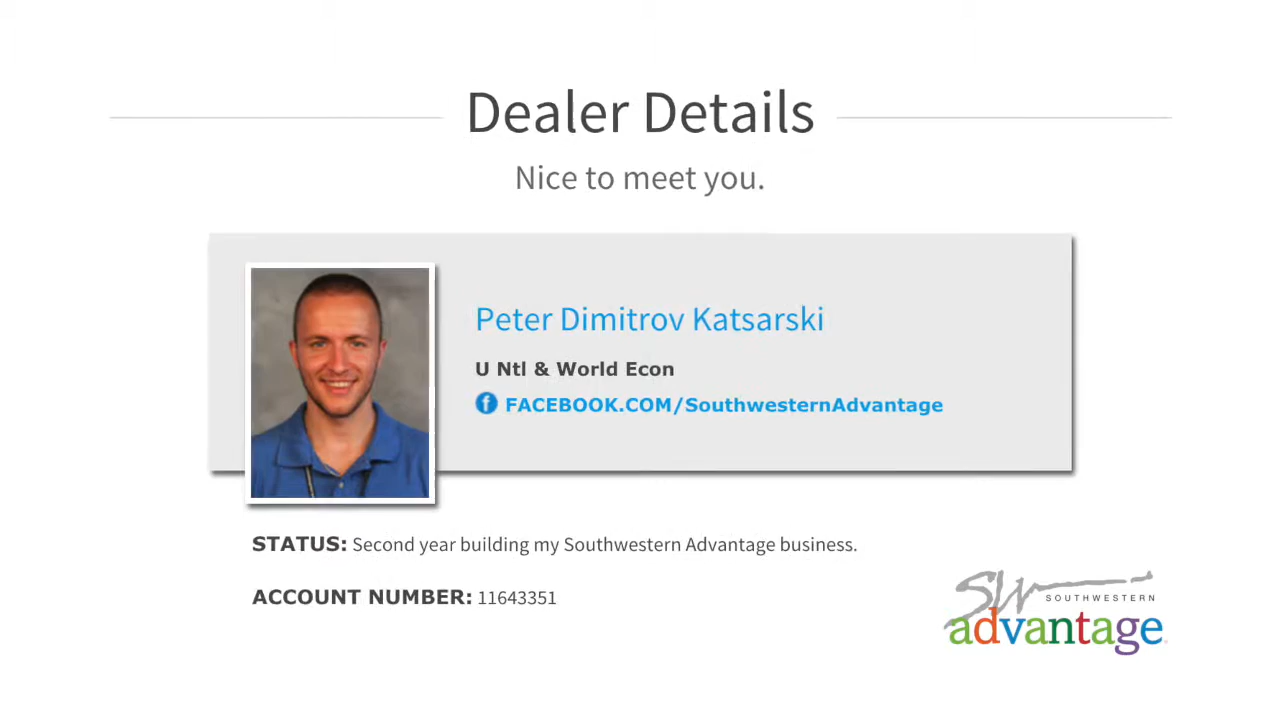 Dealer Details
Nice to meet you.
Peter Dimitrov Katsarski
U Ntl & World Econ
f FACEBOOK.COM/SouthwesternAdvantage
STATUS: Second year building my Southwestern Advantage business.
ACCOUNT NUMBER: 11643351
SW SOUTHWESTERN
advantage